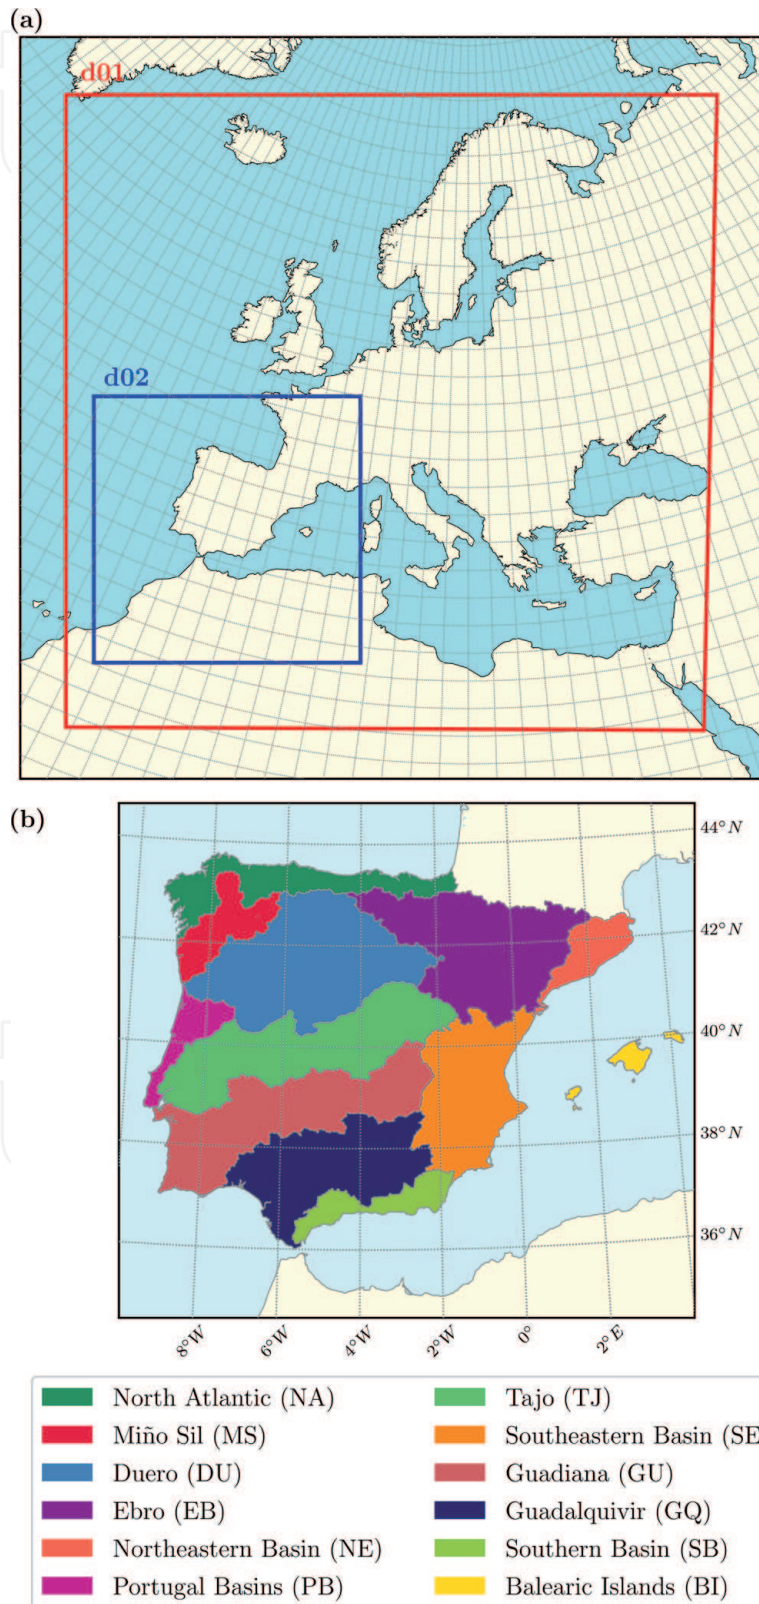 (a)
d01
d02
(b)
44° N
42° N
40° N
38° N
36° N
8° W
6° W
4° W
2° W
0°
2° E
North Atlantic (NA)
Miño Sil (MS)
Duero (DU)
Ebro (EB)
Northeastern Basin (NE)
Portugal Basins (PB)
Tajo (TJ)
Southeastern Basin (SE
Guadiana (GU)
Guadalquivir (GQ)
Southern Basin (SB)
Balearic Islands (BI)